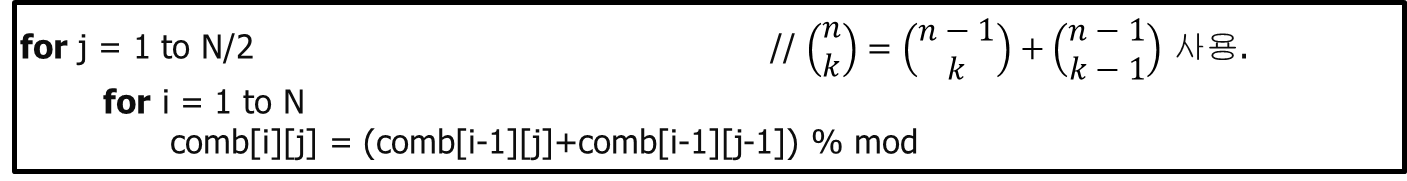 for j = 1 to N/2 // (n k) = (n − 1 k) + (n − 1 k − 1) 사용.
for i = 1 to N
comb[i][j] = (comb[i-1][j]+comb[i-1][j-1]) % mod